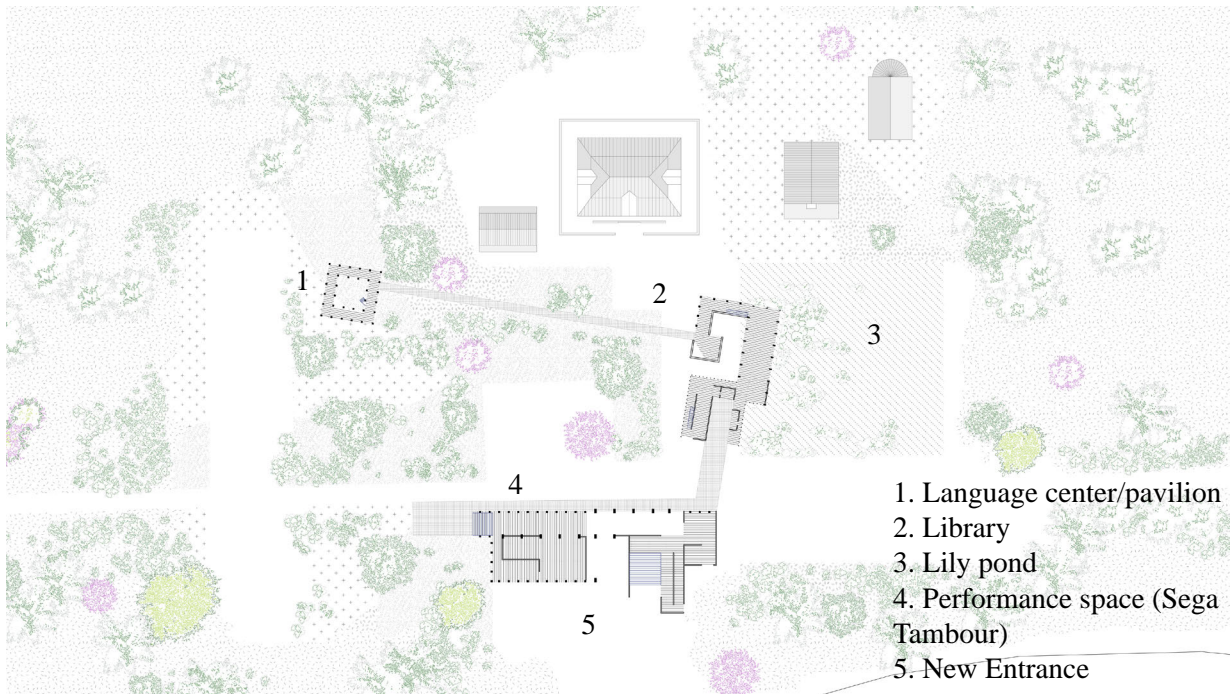 1
2
3
4
5
1. Language center/pavilion
2. Library
3. Lily pond
4. Performance space (Sega
Tambour)
5. New Entrance